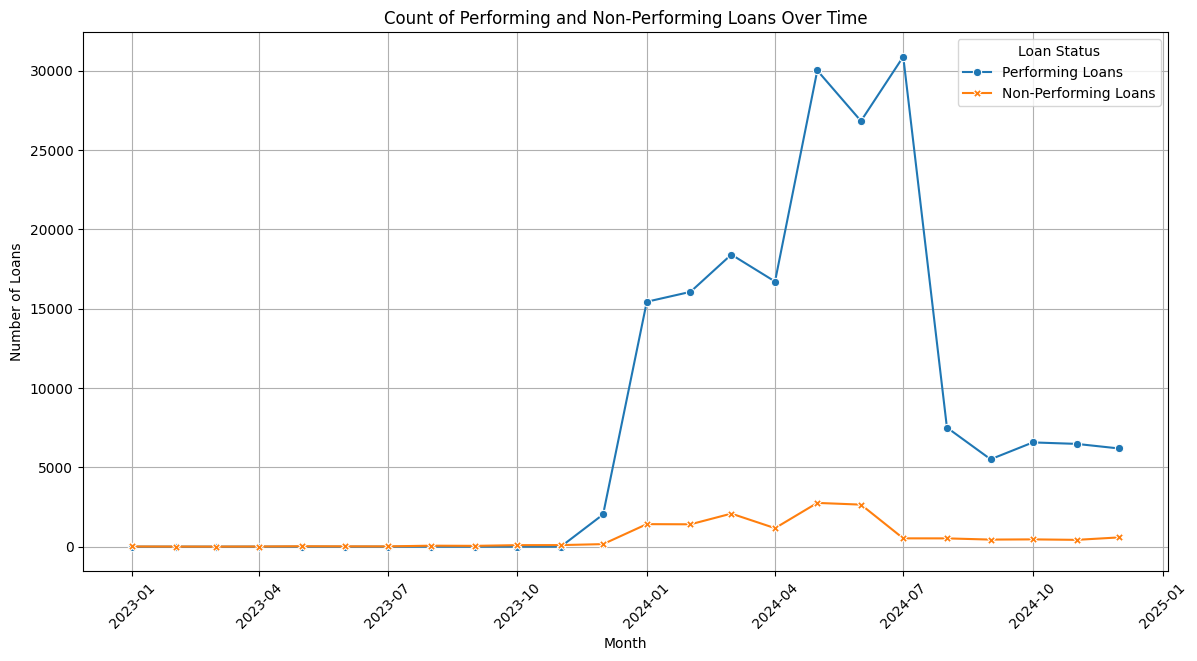 Count of Performing and Non-Performing Loans Over Time
Loan Status
Performing Loans
Non-Performing Loans
Number of Loans
30000
25000
20000
15000
10000
5000
0
2023-01
2023-04
2023-07
2023-10
2024-01
2024-04
2024-07
2024-10
2025-01
Month